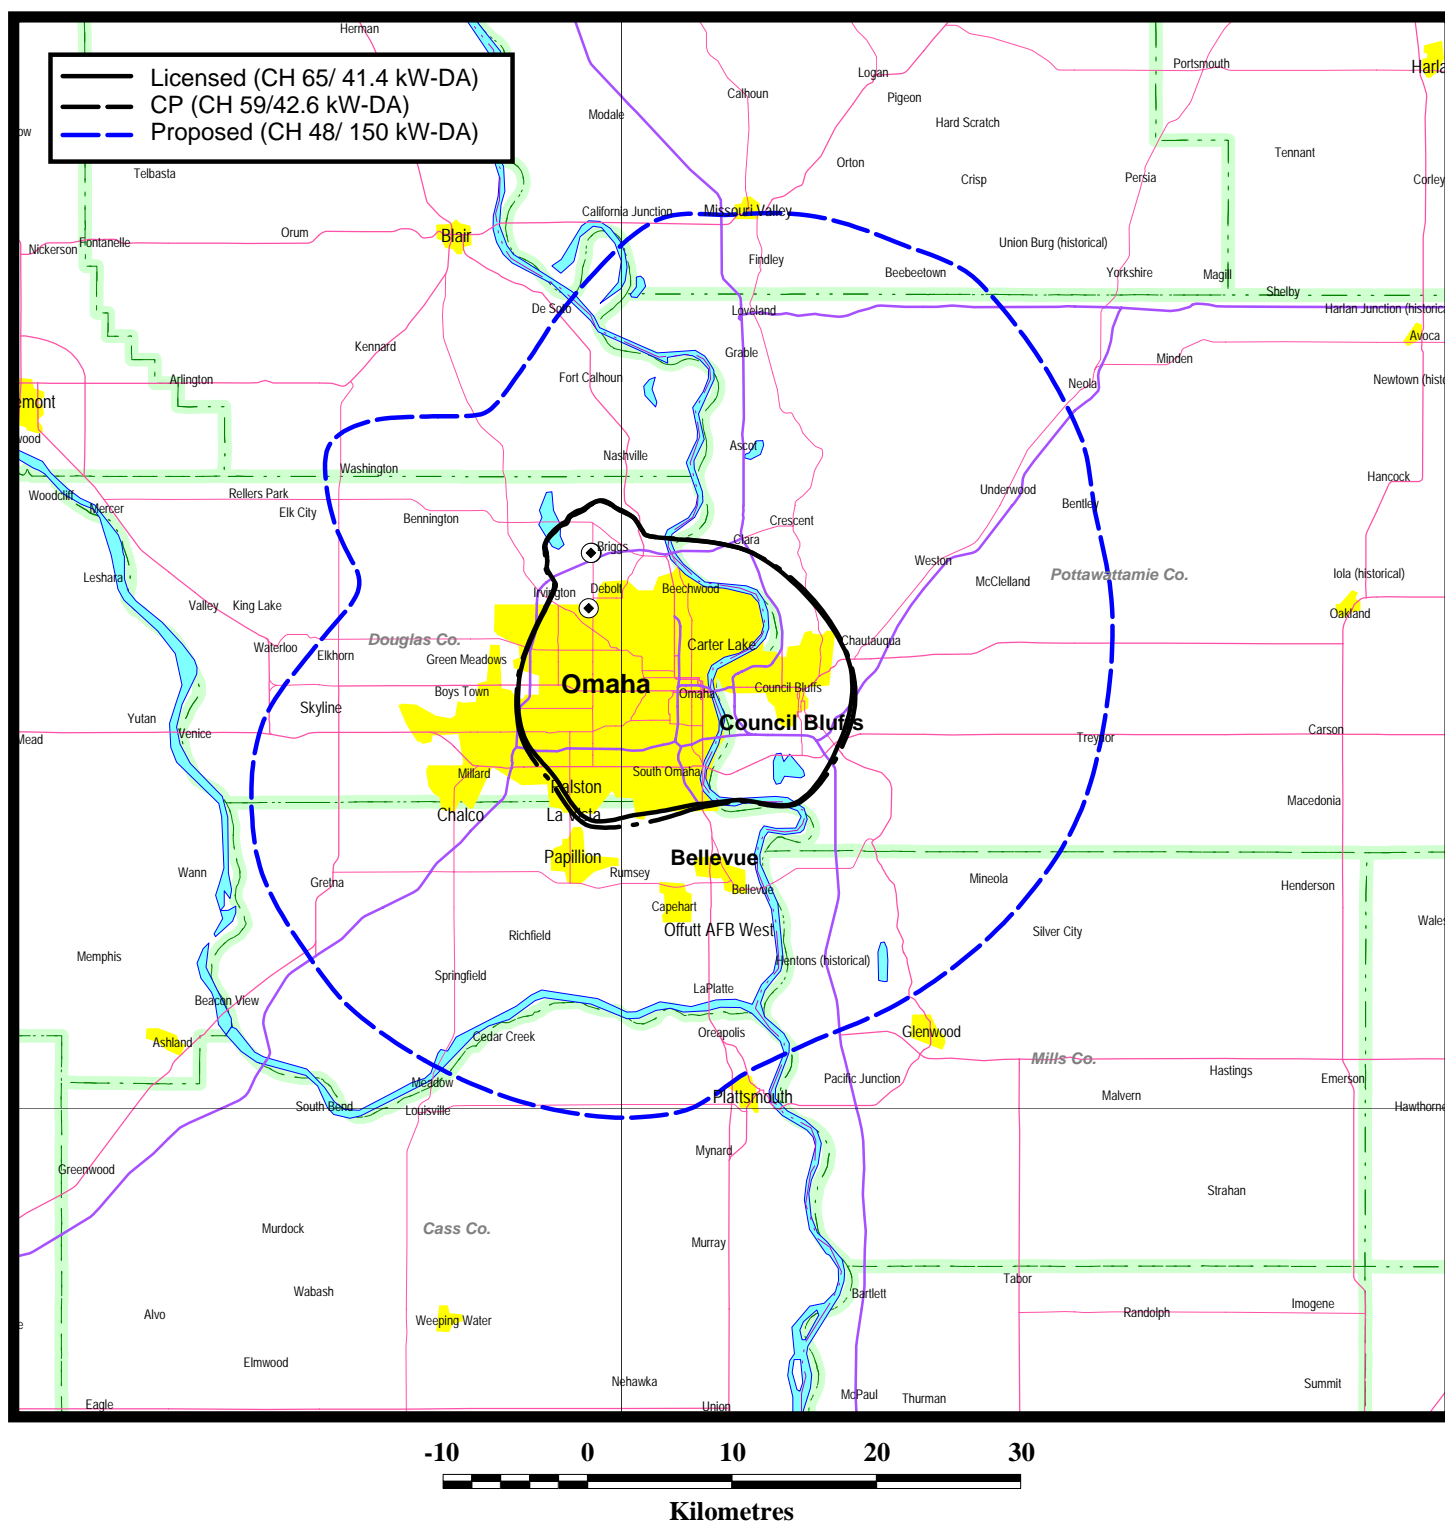 Herman
Licensed (CH 65/ 41.4 kW-DA)
CP (CH 59/42.6 kW-DA)
Proposed (CH 48/ 150 kW-DA)
Portsmouth
Harla
Logan
Calhoun
Pigeon
Modale
Hard Scratch
ow
Tennant
Orton
Telbasta
Crisp
Persia
Corley
California Junction
Missouri Valley
Orum
Blair
Fontanelle
Nickerson
Union Burg (historical)
Findley
Beebeetown
Yorkshire
Magill
Shelby
De Soto
Loveland
Harlan Junction (historica
Avoca
Kennard
Grable
Minden
Arlington
Fort Calhoun
Neola
Newtown (histo
emont
wood
Ascot
Nashville
Washington
Hancock
Woodcliff
Rellers Park
Mercer
Elk City
Bennington
Underwood
Bentley
Crescent
Clara
Briggs
Weston
Leshara
McClelland
Pottawattamie Co.
Iola (historical)
Irvington
Debolt
Beechwood
Valley
King Lake
Oakland
Douglas Co.
Waterloo
Elkhorn
Carter Lake
Chautauqua
Green Meadows
Boys Town
Omaha
Omaha
Council Bluffs
Skyline
Yutan
Venice
Mead
Council Bluffs
Treynor
Carson
Millard
South Omaha
Ralston
Macedonia
Chalco
La Vista
Papillion
Bellevue
Wann
Gretna
Rumsey
Bellevue
Mineola
Henderson
Capehart
Wales
Richfield
Offutt AFB West
Silver City
Memphis
Springfield
Hentons (historical)
LaPlatte
Beacon View
Ashland
Cedar Creek
Oreapolis
Glenwood
Mills Co.
Hastings
Meadow
Pacific Junction
Emerson
South Bend
Louisville
Plattsmouth
Malvern
Hawthorne
Mynard
Greenwood
Strahan
Murdock
Cass Co.
Murray
Tabor
Wabash
Bartlett
Alvo
Weeping Water
Randolph
Imogene
e
Elmwood
Nehawka
Summit
Eagle
Union
McPaul
Thurman
-10 0 10 20 30
Kilometres